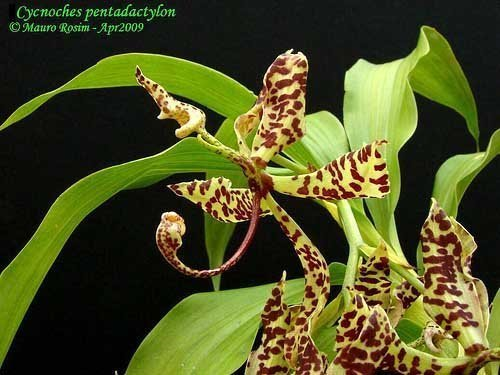 Cycnoches pentadactylon
© Mauro Rosim - Apr2009